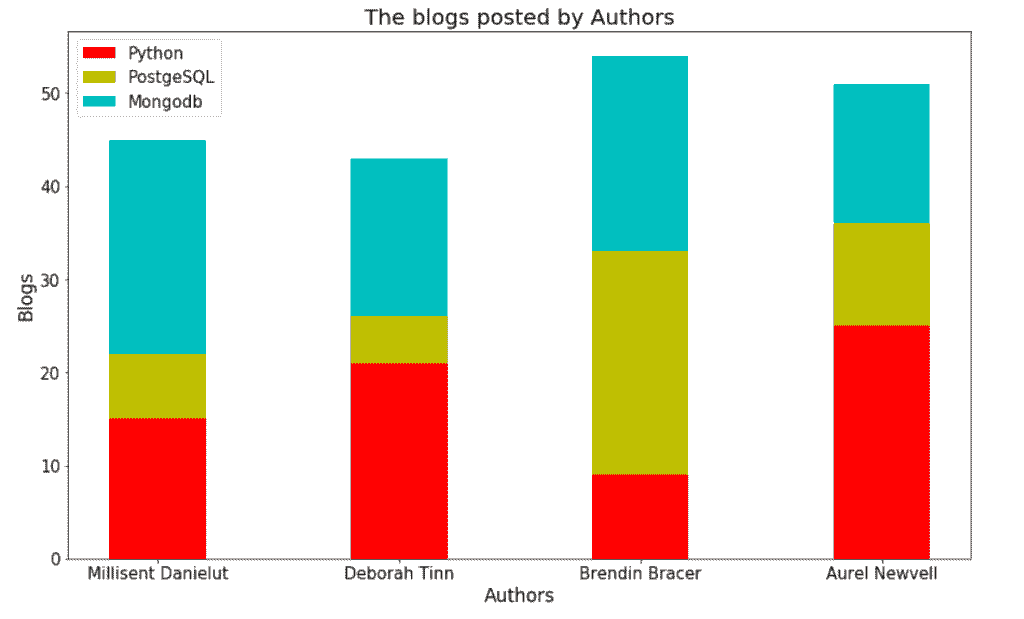 The blogs posted by Authors
Python
PostgeSQL
Mongodb
50
40
30
20
10
0
Blogs
Millisent Danielut
Deborah Tinn
Brendin Bracer
Aurel Newvell
Authors